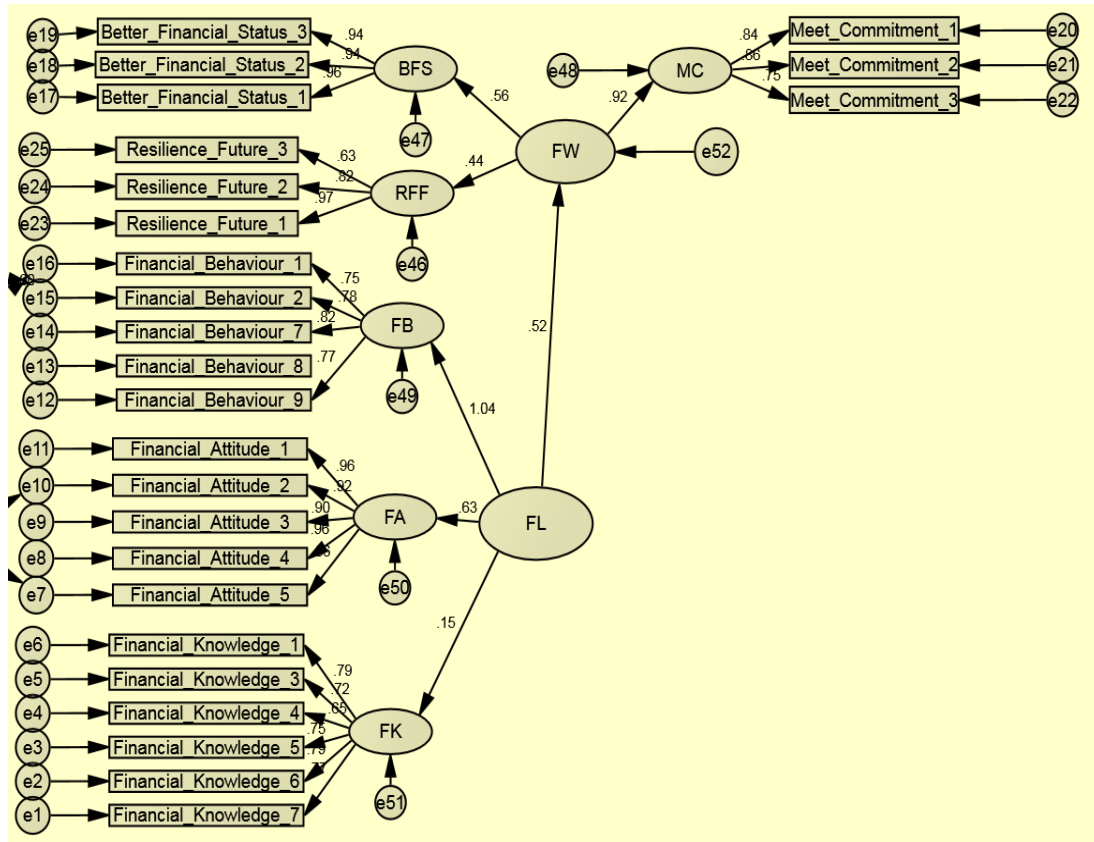 e19 Better_Financial_Status_3 .94
e18 Better_Financial_Status_2 .94
e17 Better_Financial_Status_1 .96
BFS
e47
.56
e48 MC .92
.84 Meet_Commitment_1 e20
.86 Meet_Commitment_2 e21
.75 Meet_Commitment_3 e22
FW
e52
e25 Resilience_Future_3 .63
e24 Resilience_Future_2 .82
e23 Resilience_Future_1 .97
RFF
.44
e46
e16 Financial_Behaviour_1 .75
e15 Financial_Behaviour_2 .78
e14 Financial_Behaviour_7 .82
e13 Financial_Behaviour_8
e12 Financial_Behaviour_9 .77
FB
e49
.52
1.04
e11 Financial_Attitude_1 .96
e10 Financial_Attitude_2 .92
e9 Financial_Attitude_3 .90
e8 Financial_Attitude_4 .96
e7 Financial_Attitude_5
FA
.63
FL
e50
.15
e6 Financial_Knowledge_1 .79
e5 Financial_Knowledge_3 .72
e4 Financial_Knowledge_4 .65
e3 Financial_Knowledge_5 .75
e2 Financial_Knowledge_6 .79
e1 Financial_Knowledge_7
FK
e51